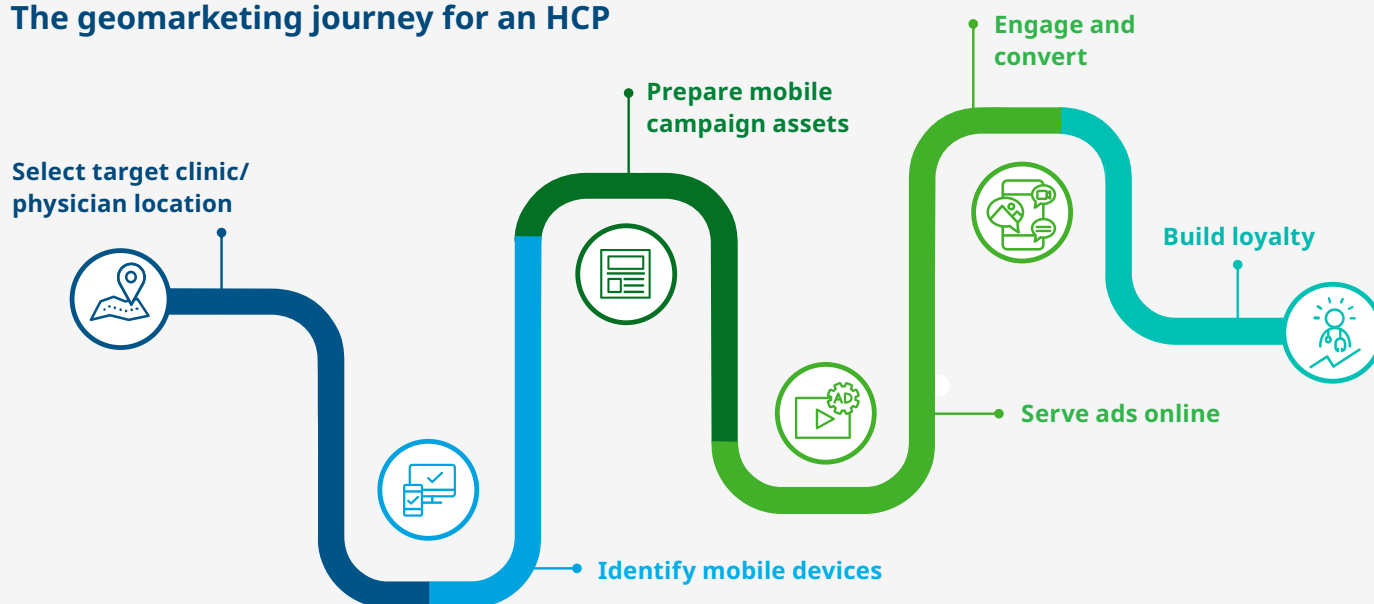 The geomarketing journey for an HCP
Select target clinic/
physician location
Identify mobile devices
Prepare mobile
campaign assets
AD
Serve ads online
Engage and
convert
Build loyalty